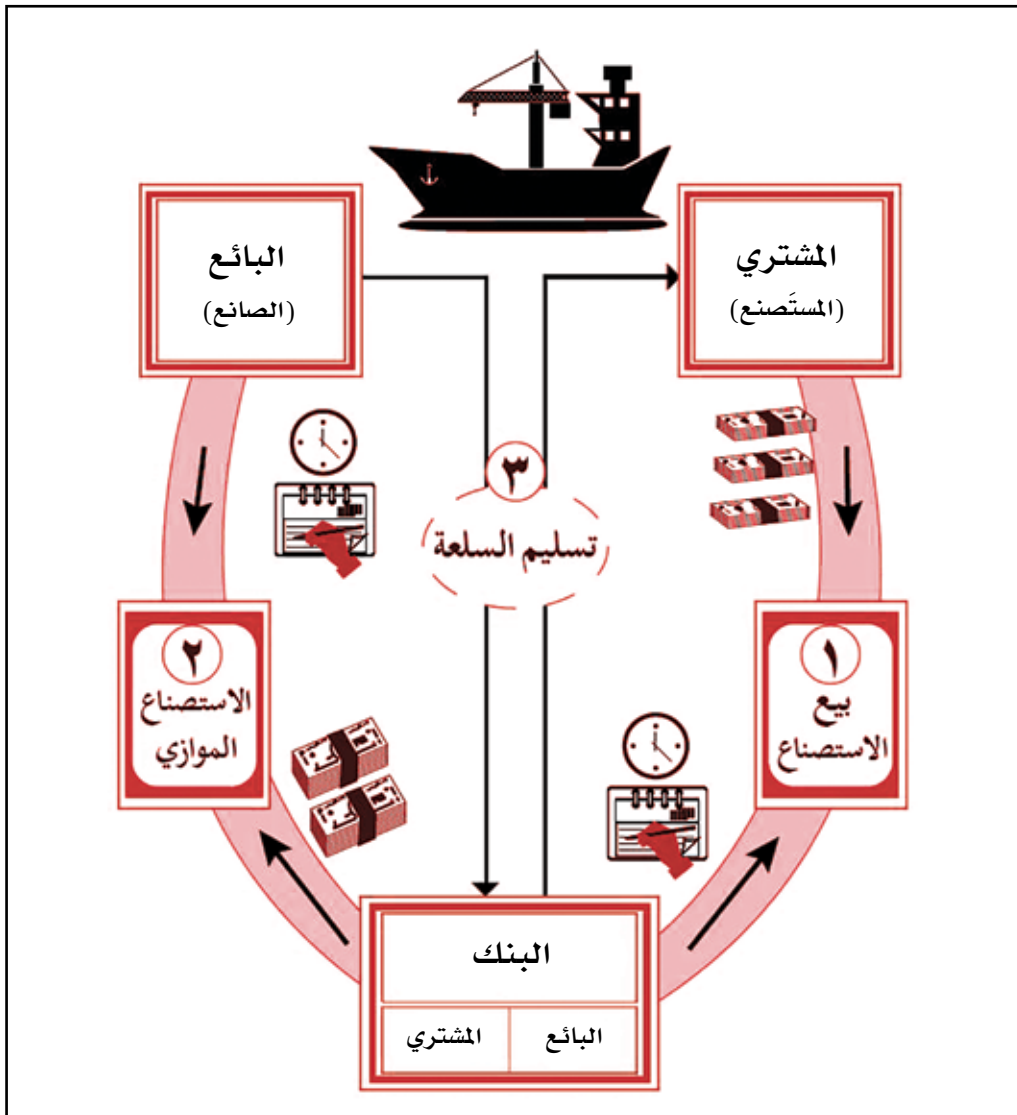 المشتري
(المستَصنع)
البائع
(الصانع)
٣
تسليم السلعة
١
بيع
الاستصناع
٢
الاستصناع
الموازي
البنك
البائع
المشتري